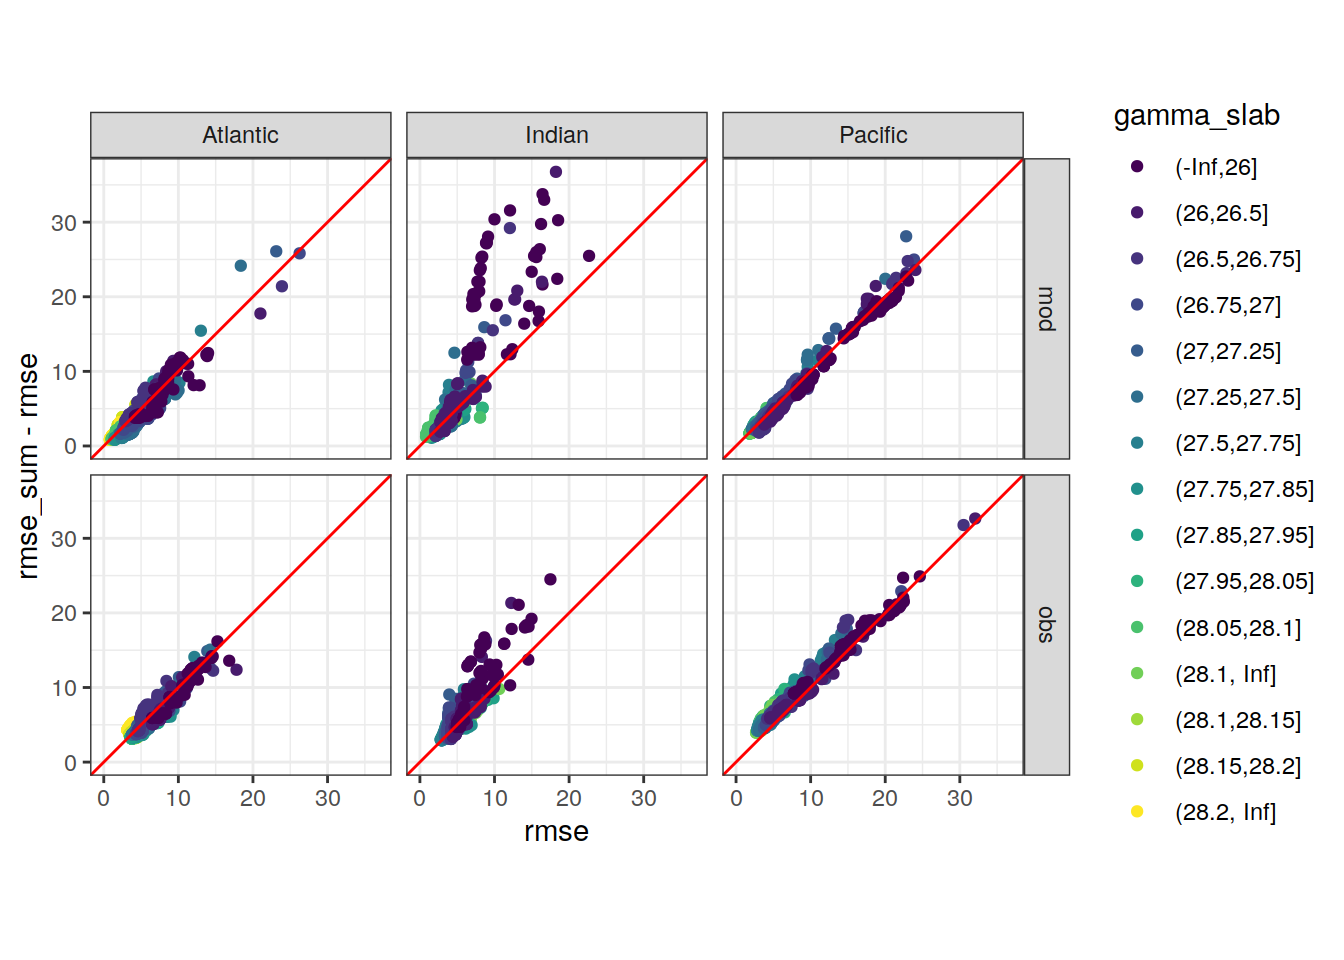 Atlantic
Indian
Pacific
gamma_slab
(-Inf,26]
(26,26.5]
(26.5,26.75]
(26.75,27]
(27,27.25]
(27.25,27.5]
(27.5,27.75]
(27.75,27.85]
(27.85,27.95]
(27.95,28.05]
(28.05,28.1]
(28.1, Inf]
(28.1,28.15]
(28.15,28.2]
(28.2, Inf]
30
20
10
0
mod
30
20
10
0
obs
rmse_sum - rmse
0 10 20 30
0 10 20 30
0 10 20 30
rmse